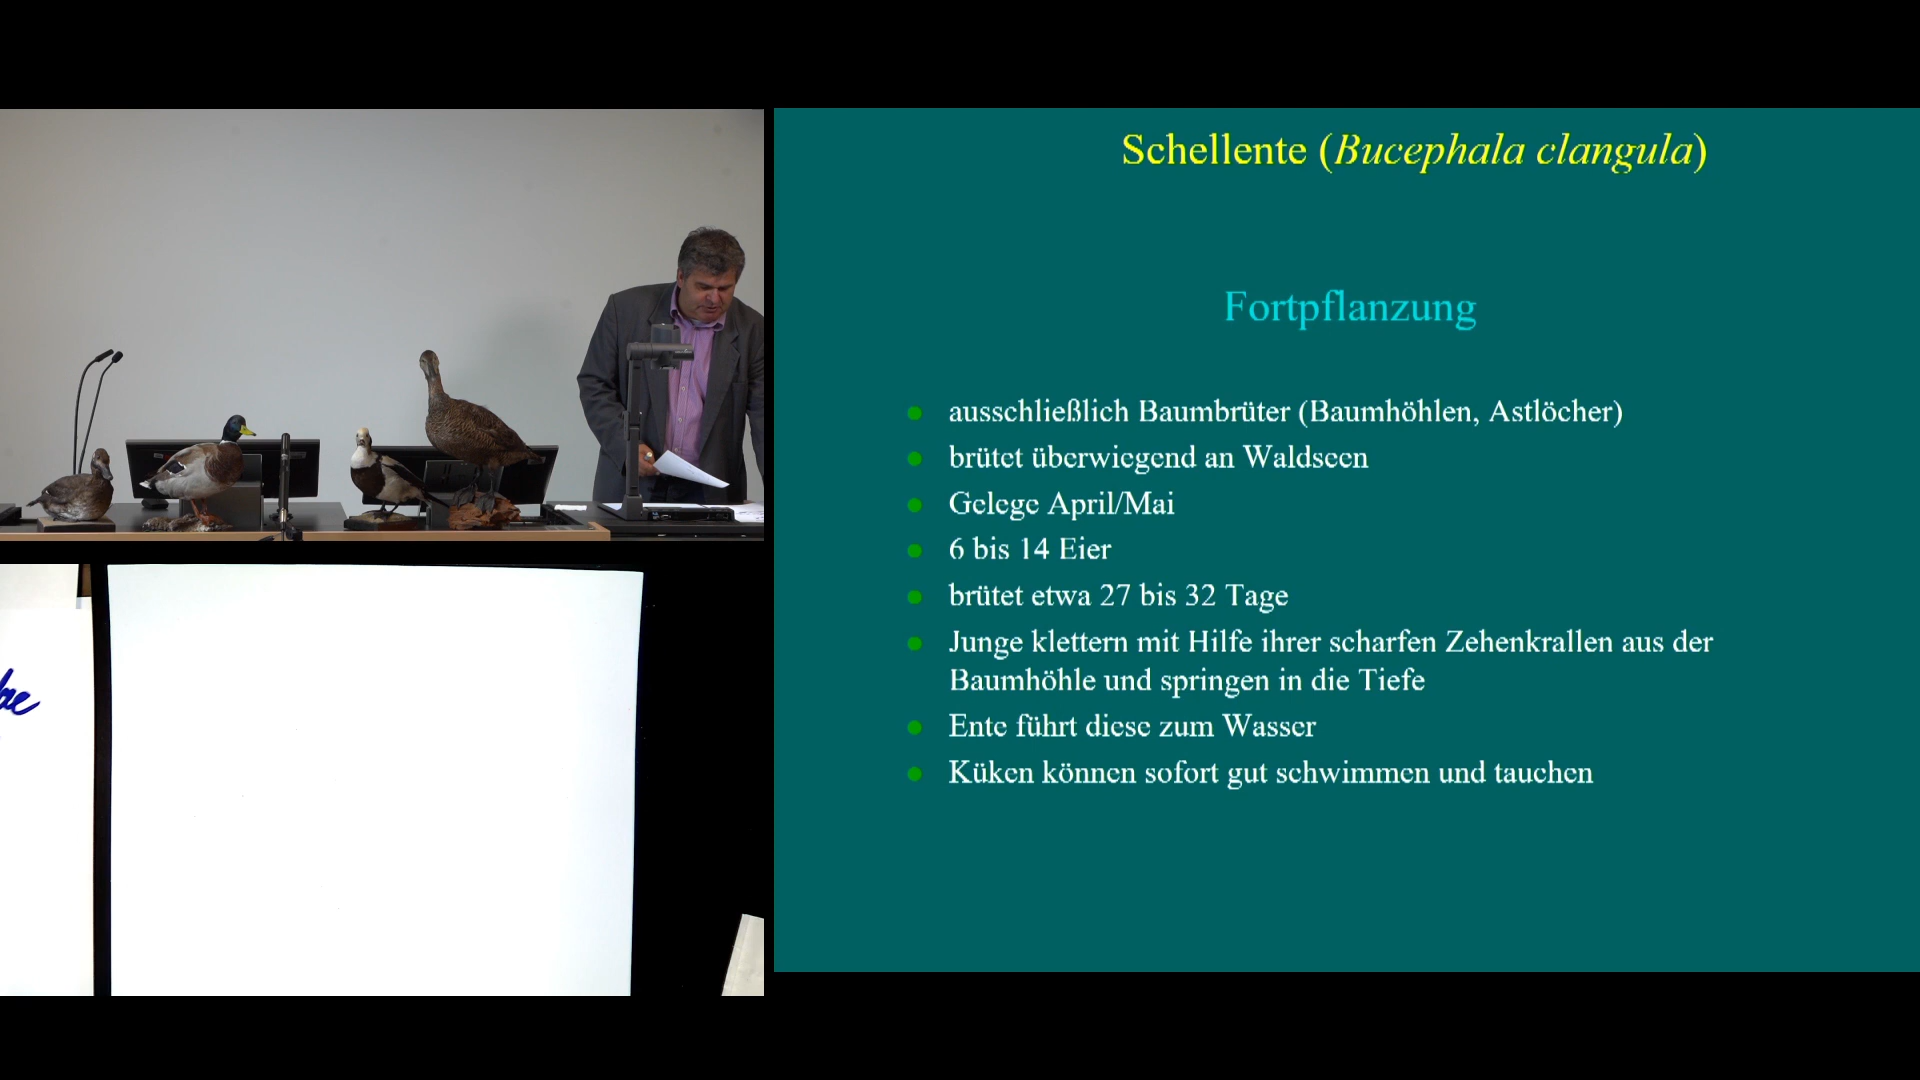 Schellente (Bucephala clangula)
Fortpflanzung
ausschließlich Baumbrüter (Baumhöhlen, Astlöcher)
brütet überwiegend an Waldseen
Gelege April/Mai
6 bis 14 Eier
brütet etwa 27 bis 32 Tage
Junge klettern mit Hilfe ihrer scharfen Zehenkrallen aus der
Baumhöhle und springen in die Tiefe
Ente führt diese zum Wasser
Küken können sofort gut schwimmen und tauchen